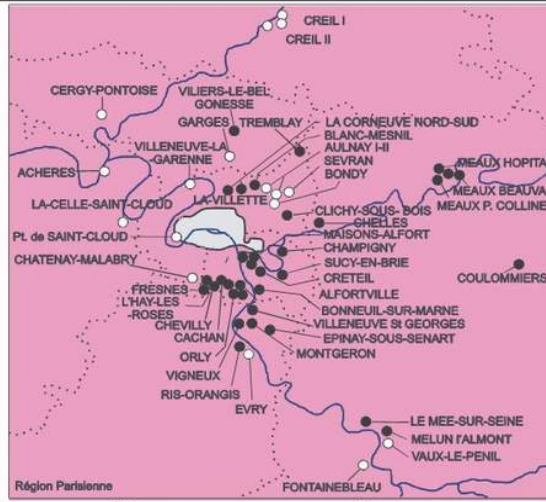 CREIL I
CREIL II
CERGY-PONTOISE
VILIERS-LE-BEL
GONESSE
GARGES
TREMBLAY
LA CORNEUVE NORD-SUD
BLANC-MESNIL
AULNAY I-II
SEVRAN
BONDY
VILLENEUVE-LA
-GARENNE
MEAUX HOPITA
ACHERES
LA-VILLETTE
MEAUX BEAUVA
LA-CELLE-SAINT-CLOUD
CLICHY-SOUS- BOIS
MEAUX P. COLLINE
CHELLES
Pt. de SAINT-CLOUD
MAISONS-ALFORT
CHAMPIGNY
CHATENAY-MALABRY
SUCY-EN-BRIE
CRETEIL
COULOMMIERS
FRESNES
ALFORTVILLE
L'HAY-LES
-ROSES
BONNEUIL-SUR-MARNE
CHEVILLY
VILLENEUVE St GEORGES
CACHAN
EPINAY-SOUS-SENART
ORLY
MONTGERON
VIGNEUX
RIS-ORANGIS
EVRY
LE MEE-SUR-SEINE
MELUN l'ALMONT
VAUX-LE-PENIL
Région Parisienne
FONTAINEBLEAU